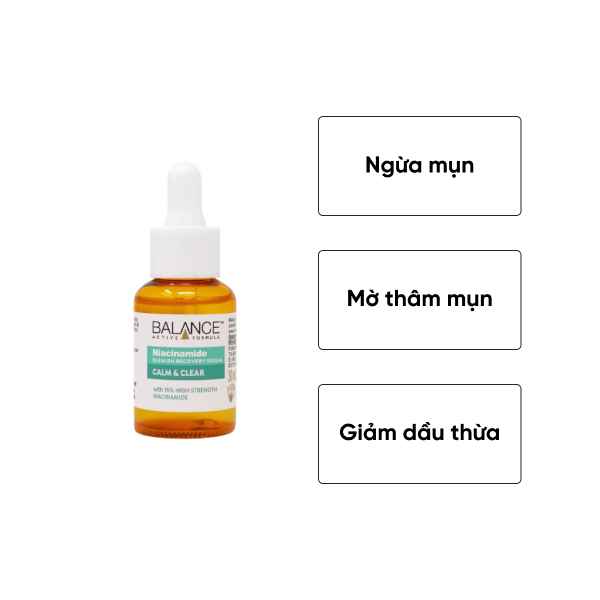 BALANCE
ACTIVE FORMULA
Niacinamide
BLEMISH RECOVERY SERUM
CALM & CLEAR
with 15% HIGH STRENGTH
NIACINAMIDE
Ngừa mụn
Mờ thâm mụn
Giảm dầu thừa